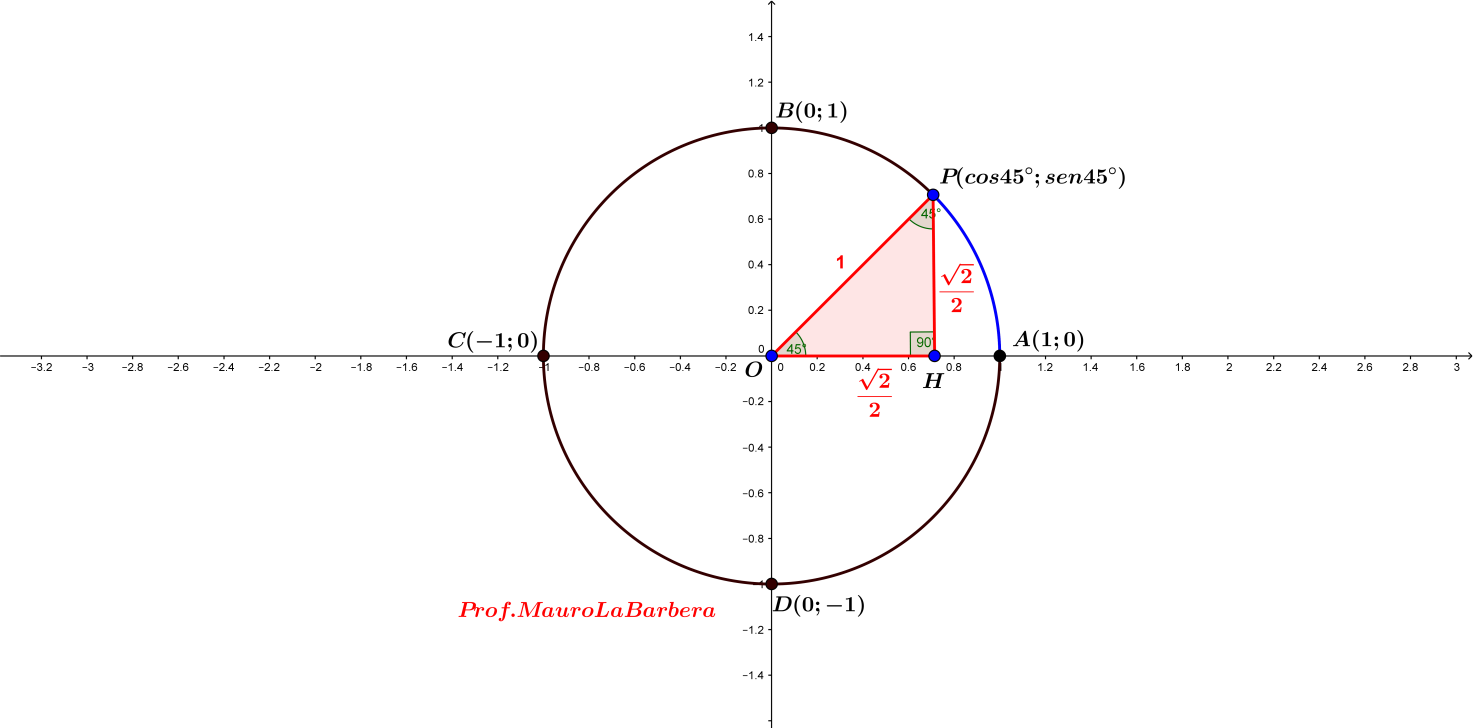 1.4
1.2
B(0; 1)
1
0.8
P(cos45°; sen45°)
45°
0.6
1
0.4
√2/2
0.2
C(−1; 0)
A(1; 0)
0
45°
90°
−3.2 −3 −2.8 −2.6 −2.4 −2.2 −2 −1.8 −1.6 −1.4 −1.2 −1 −0.8 −0.6 −0.4 −0.2 0 0.2 0.4 0.6 0.8 1 1.2 1.4 1.6 1.8 2 2.2 2.4 2.6 2.8 3
O
H
√2/2
−0.2
−0.4
−0.6
−0.8
−1
D(0; −1)
Prof.MauroLaBarbera
−1.2
−1.4